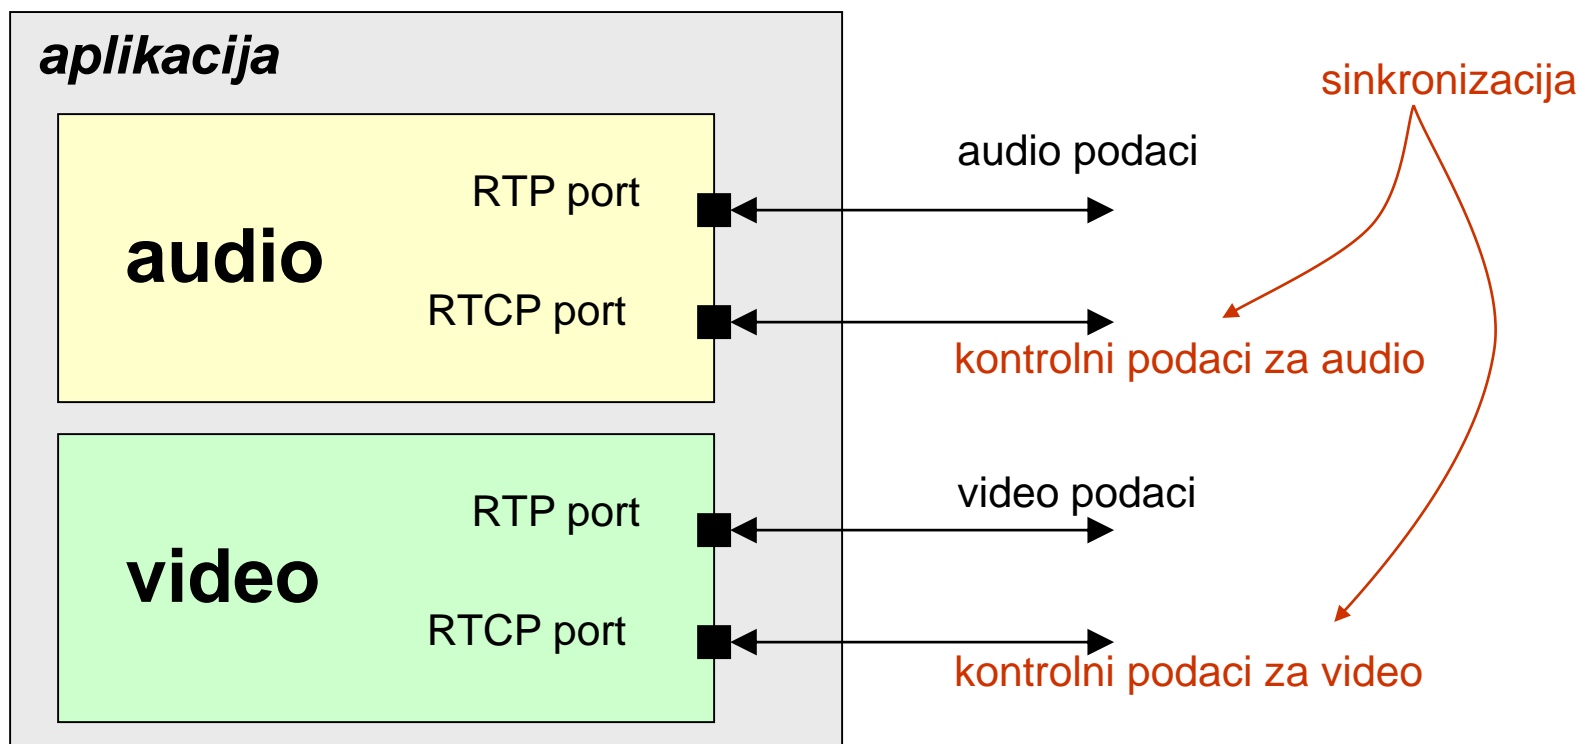 aplikacija
sinkronizacija
audio podaci
RTP port
audio
RTCP port
kontrolni podaci za audio
video podaci
RTP port
video
RTCP port
kontrolni podaci za video